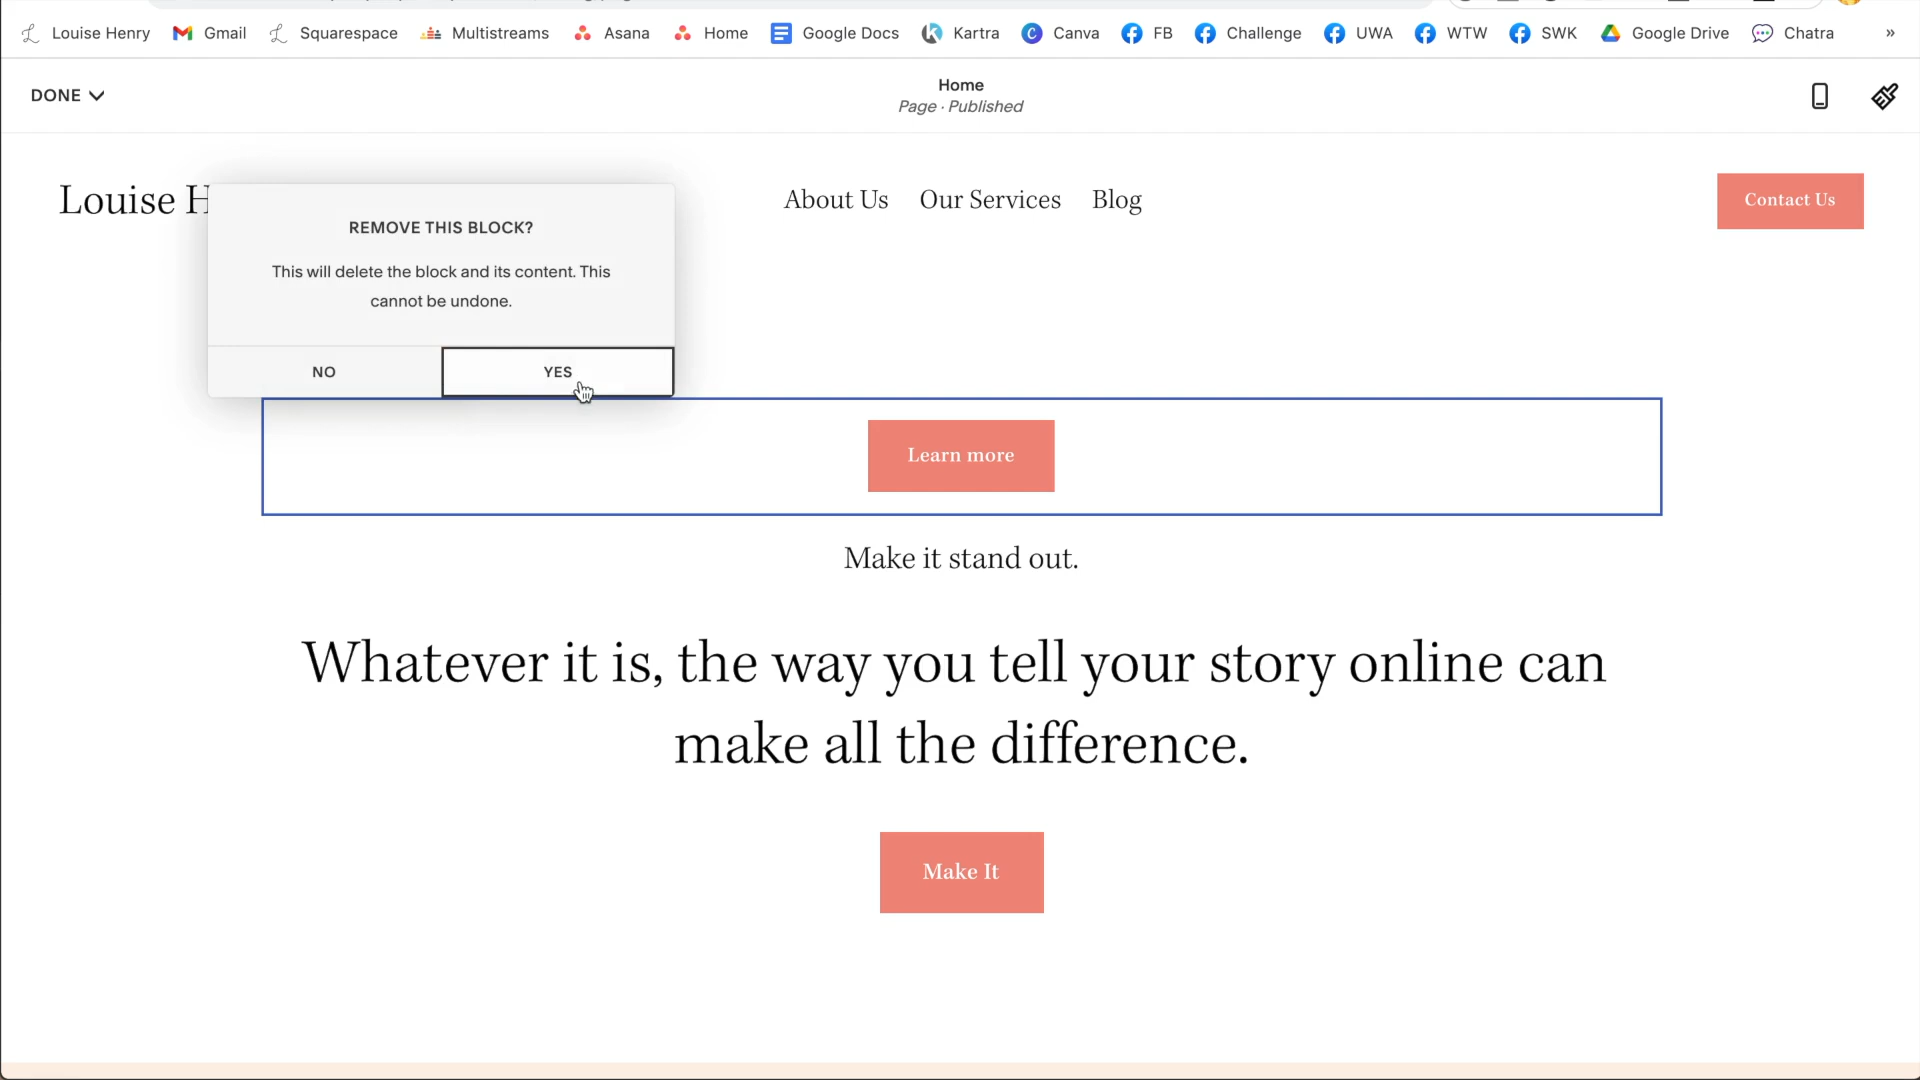 Louise Henry Gmail Squarespace Multistreams Asana Home Google Docs Kartra Canva FB Challenge UWA WTW SWK Google Drive Chatra »
DONE
Home
Page · Published
Louise H
About Us Our Services Blog
Contact Us
REMOVE THIS BLOCK?
This will delete the block and its content. This
cannot be undone.
NO YES
Learn more
Make it stand out.
Whatever it is, the way you tell your story online can
make all the difference.
Make It